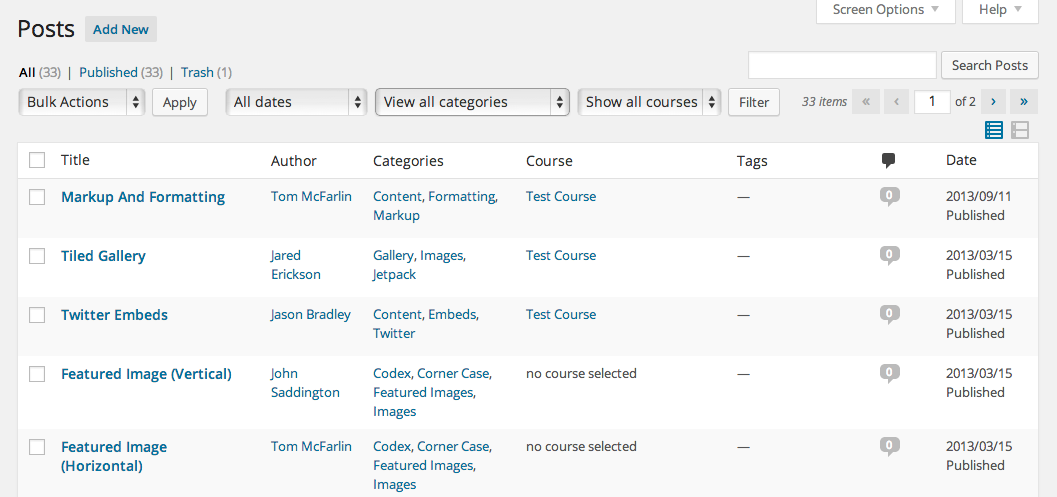 Screen Options Help
Posts Add New
All (33) | Published (33) | Trash (1)
Search Posts
Bulk Actions Apply All dates View all categories Show all courses Filter 33 items « ‹ 1 of 2 › »
Title Author Categories Course Tags Date
Markup And Formatting Tom McFarlin Content, Formatting, Test Course — 0 2013/09/11
Markup Published
Tiled Gallery Jared Gallery, Images, Test Course — 0 2013/03/15
Erickson Jetpack Published
Twitter Embeds Jason Bradley Content, Embeds, Test Course — 0 2013/03/15
Twitter Published
Featured Image (Vertical) John Codex, Corner Case, no course selected — 0 2013/03/15
Saddington Featured Images, Published
Images
Featured Image Tom McFarlin Codex, Corner Case, no course selected — 0 2013/03/15
(Horizontal) Featured Images, Published
Images